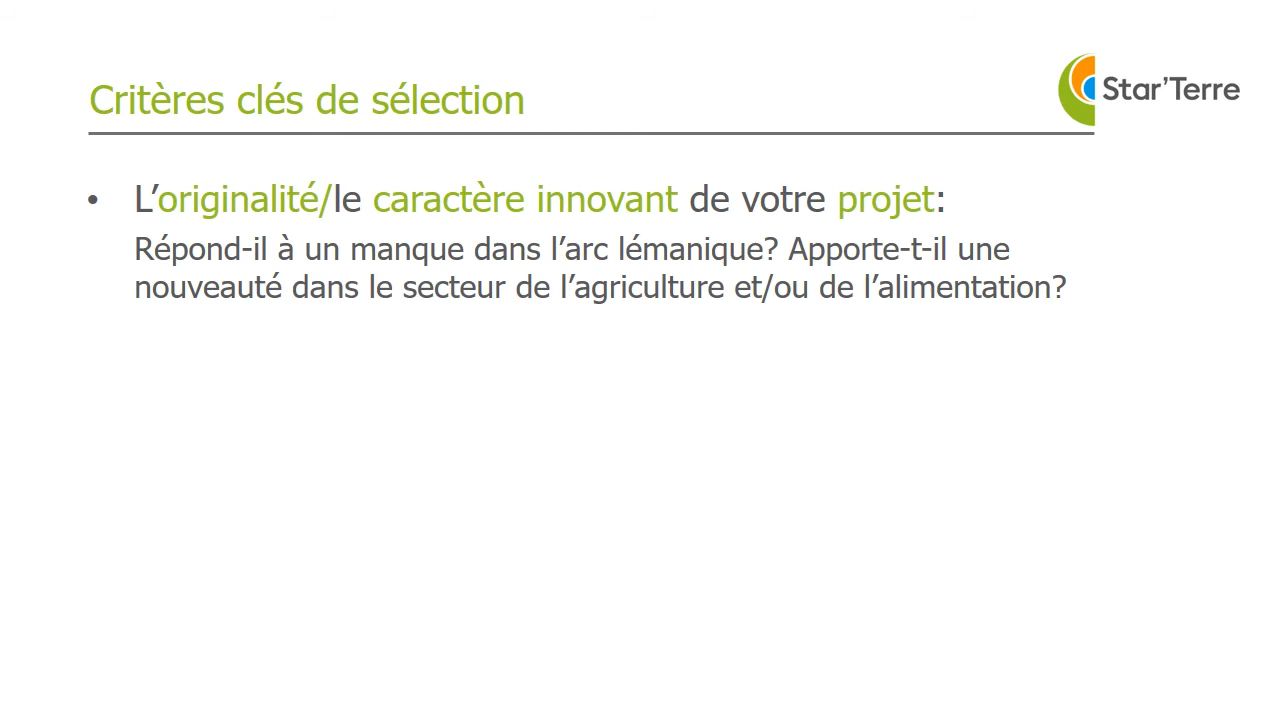 Critères clés de sélection
Star’Terre
• L’originalité/le caractère innovant de votre projet:
Répond-il à un manque dans l’arc lémanique? Apporte-t-il une
nouveauté dans le secteur de l’agriculture et/ou de l’alimentation?